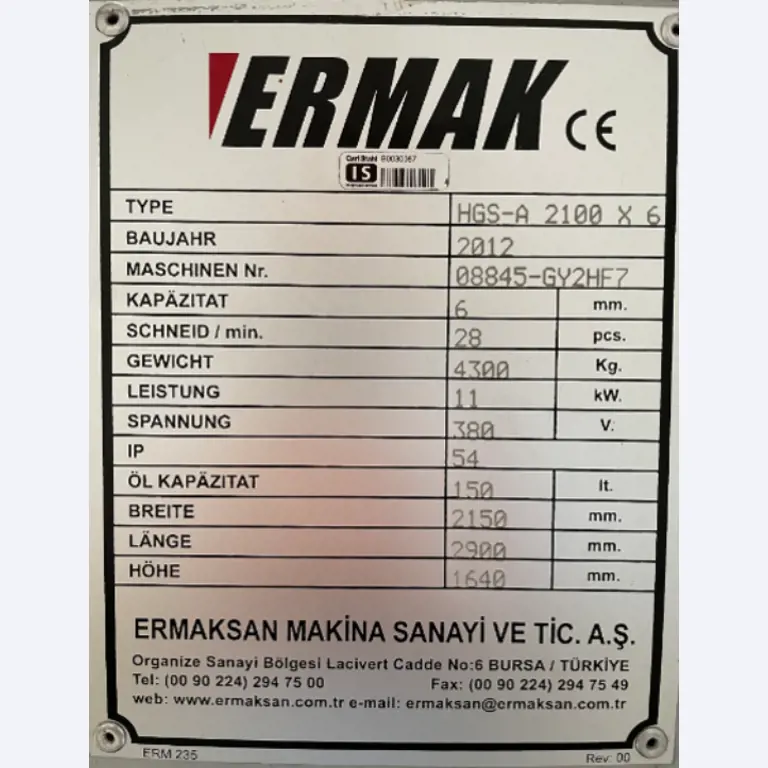 ERMAK CE
Carl Stahl B0030367
IS
TYPE HGS-A 2100 X 6
BAUJAHR 2012
MASCHINEN Nr. 08845-GY2HF7
KAPÄZITAT 6 mm.
SCHNEID / min. 28 pcs.
GEWICHT 4300 Kg.
LEISTUNG 11 kW.
SPANNUNG 380 V.
IP 54
ÖL KAPÄZITAT 150 lt.
BREITE 2150 mm.
LÄNGE 2900 mm.
HÖHE 1640 mm.
ERMAKSAN MAKİNA SANAYİ VE TİC. A.Ş.
Organize Sanayi Bölgesi Lacivert Cadde No:6 BURSA / TÜRKİYE
Tel: (00 90 224) 294 75 00 Fax: (00 90 224) 294 75 49
web: www.ermaksan.com.tr e-mail: ermaksan@ermaksan.com.tr
ERM 235 Rev: 00